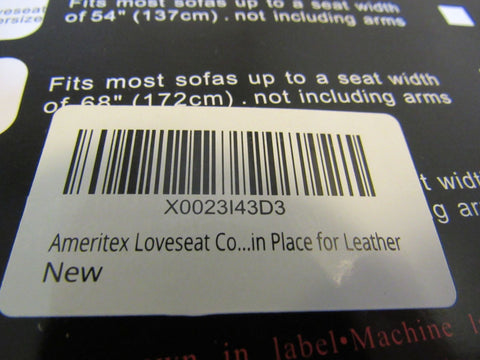 Fits most sofas up to a seat width
of 54" (137cm) . not including arms
Fits most sofas up to a seat width
of 68" (172cm) . not including arms
X0023I43D3
Ameritex Loveseat Co...in Place for Leather
New
in label•Machine